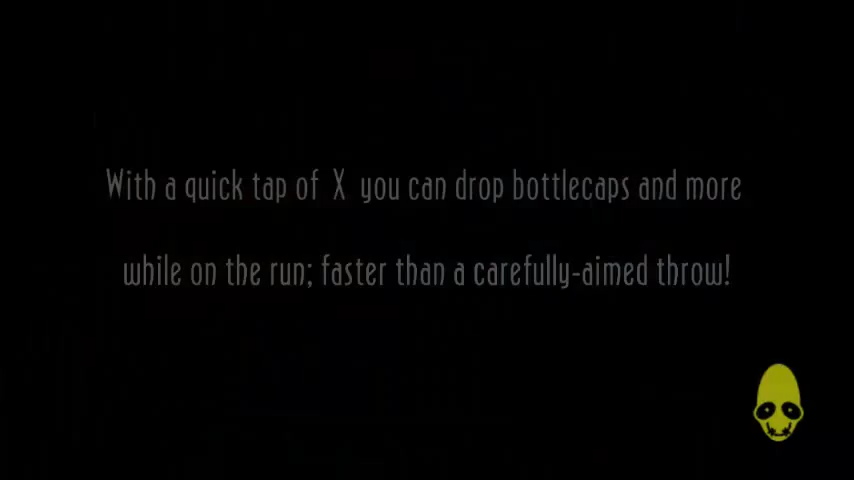 With a quick tap of X you can drop bottlecaps and more
while on the run; faster than a carefully-aimed throw!